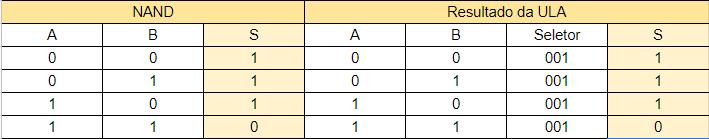 NAND Resultado da ULA
A B S A B Seletor S
0 0 1 0 0 001 1
0 1 1 0 1 001 1
1 0 1 1 0 001 1
1 1 0 1 1 001 0